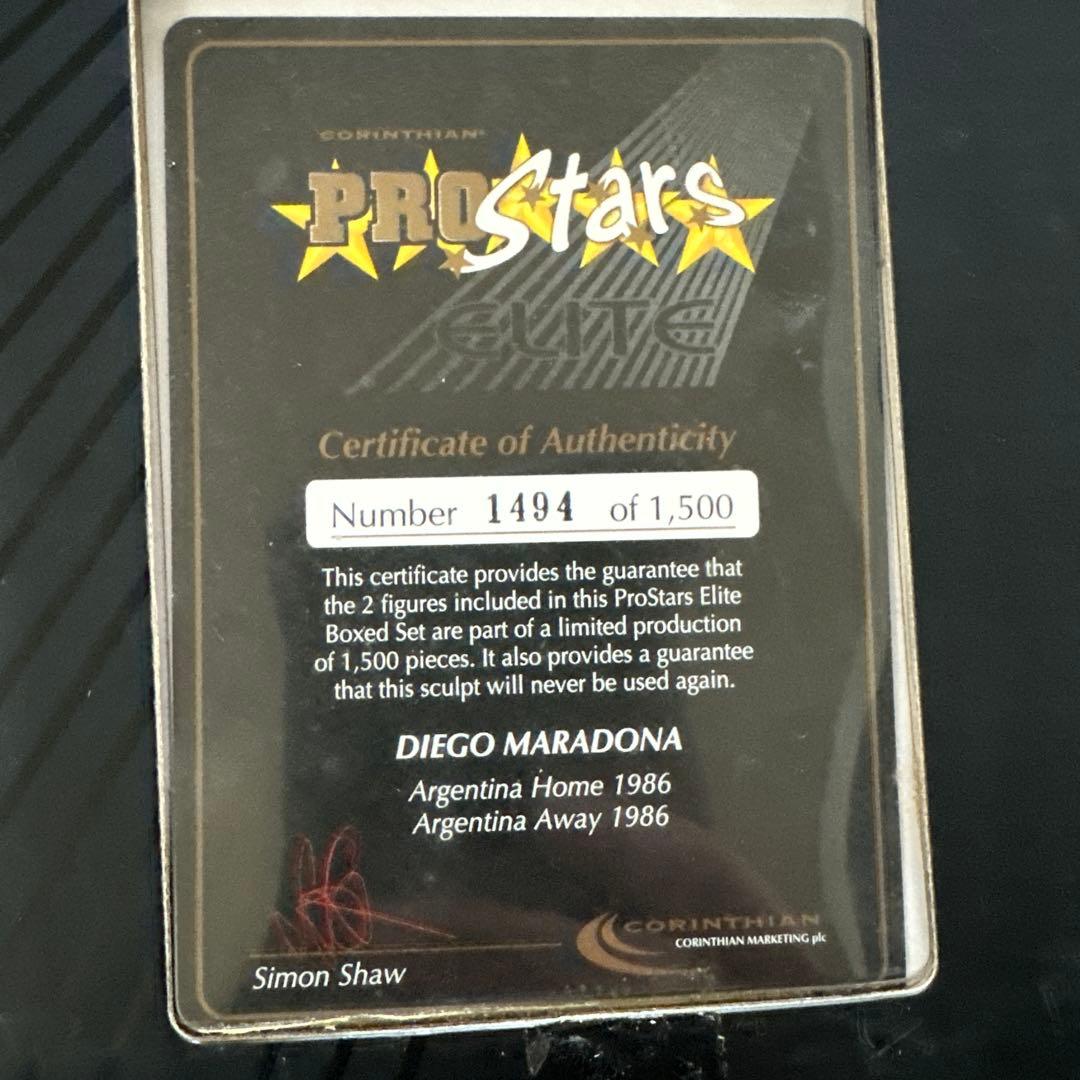 CORINTHIAN®
PROStars
ELITE
Certificate of Authenticity
Number 1494 of 1,500
This certificate provides the guarantee that
the 2 figures included in this ProStars Elite
Boxed Set are part of a limited production
of 1,500 pieces. It also provides a guarantee
that this sculpt will never be used again.
DIEGO MARADONA
Argentina Home 1986
Argentina Away 1986
CORINTHIAN
CORINTHIAN MARKETING plc
Simon Shaw